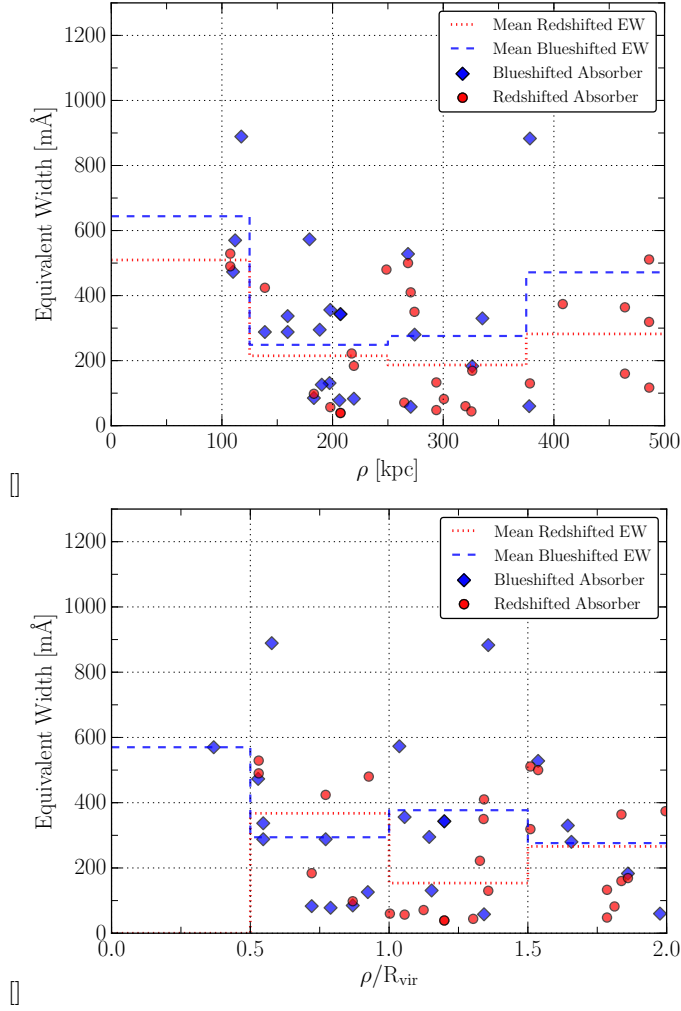 1200
1000
800
600
400
200
0
Equivalent Width [mÅ]
Mean Redshifted EW
Mean Blueshifted EW
Blueshifted Absorber
Redshifted Absorber
0
100
200
300
400
500
ρ [kpc]
[]
1200
1000
800
600
400
200
0
Equivalent Width [mÅ]
Mean Redshifted EW
Mean Blueshifted EW
Blueshifted Absorber
Redshifted Absorber
0.0
0.5
1.0
1.5
2.0
ρ/R_vir
[]